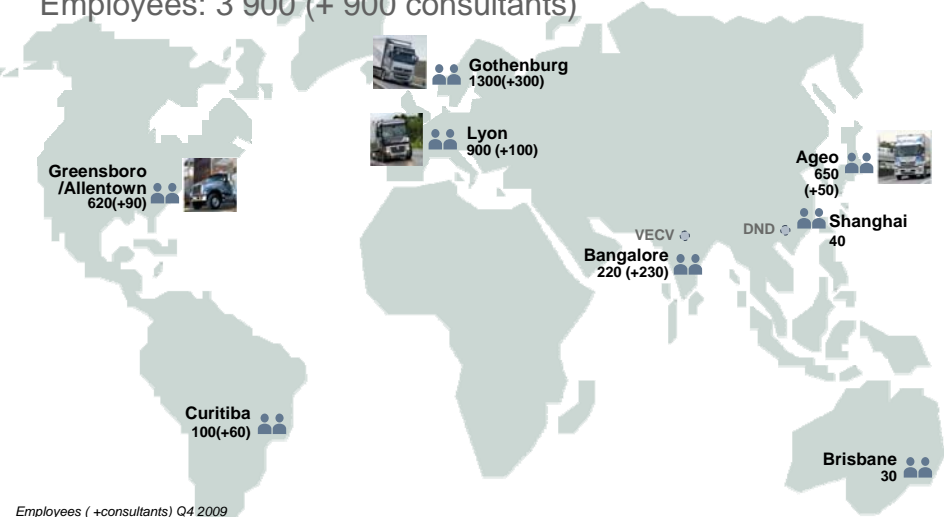 Employees: 3 900 (+ 900 consultants)
Gothenburg
1300(+300)
Lyon
900 (+100)
Greensboro
/Allentown
620(+90)
Ageo
650
(+50)
Shanghai
40
DND
VECV
Bangalore
220 (+230)
Curitiba
100(+60)
Brisbane
30
Employees ( +consultants) Q4 2009